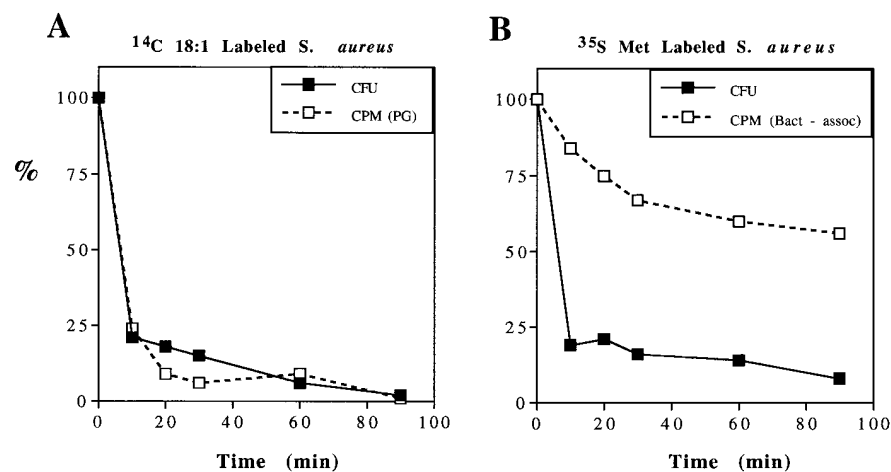 A
¹⁴C 18:1 Labeled S. aureus
CFU
CPM (PG)
%
100
75
50
25
0
0 20 40 60 80 100
Time (min)
B
³⁵S Met Labeled S. aureus
CFU
CPM (Bact - assoc)
100
75
50
25
0
0 20 40 60 80 100
Time (min)